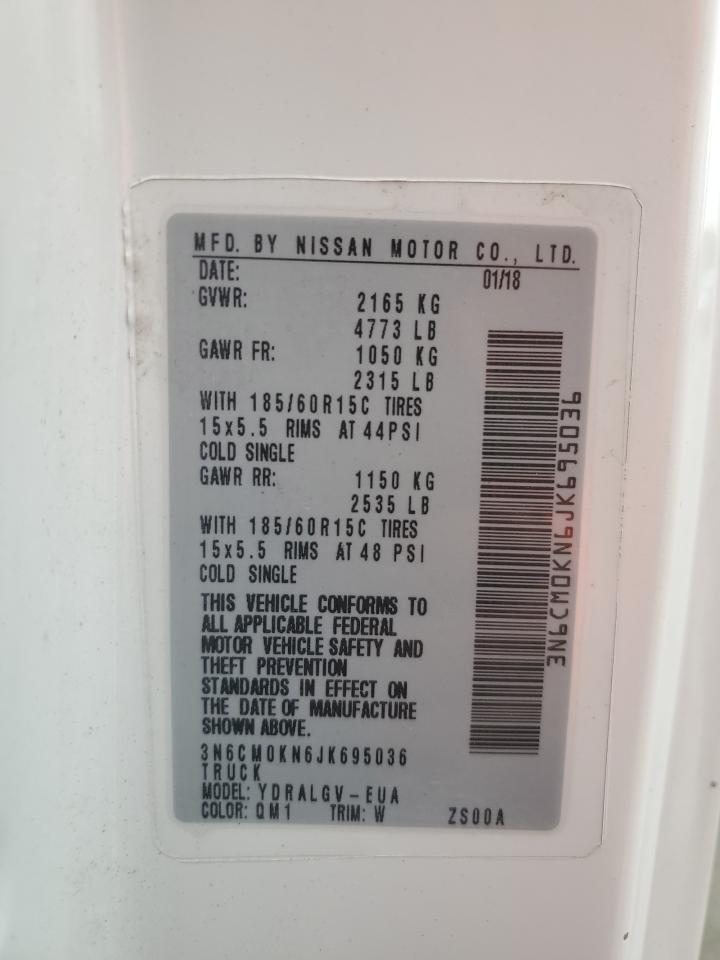 MFD. BY NISSAN MOTOR CO., LTD.
DATE: 01/18
GVWR: 2165 KG
4773 LB
GAWR FR: 1050 KG
2315 LB
WITH 185/60R15C TIRES
15x5.5 RIMS AT 44PSI
COLD SINGLE
GAWR RR: 1150 KG
2535 LB
WITH 185/60R15C TIRES
15x5.5 RIMS AT 48 PSI
COLD SINGLE
THIS VEHICLE CONFORMS TO
ALL APPLICABLE FEDERAL
MOTOR VEHICLE SAFETY AND
THEFT PREVENTION
STANDARDS IN EFFECT ON
THE DATE OF MANUFACTURE
SHOWN ABOVE.
3N6CM0KN6JK695036
TRUCK
MODEL: YDRALGV-EUA
COLOR: QM1 TRIM: W ZS00A
3N6CM0KN6JK695036